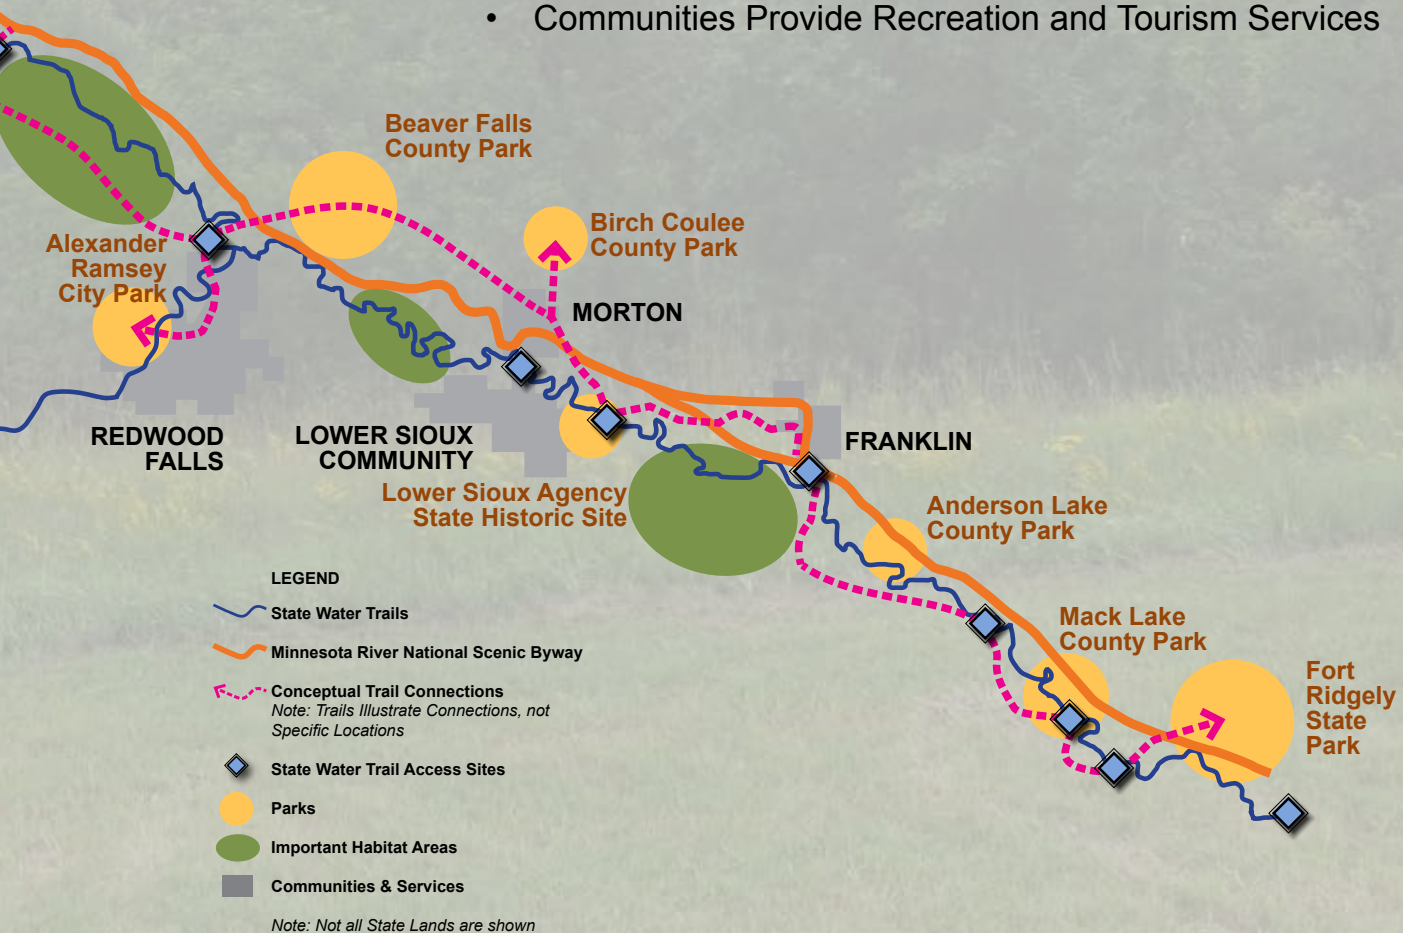 • Communities Provide Recreation and Tourism Services
Beaver Falls
County Park
Birch Coulee
County Park
Alexander
Ramsey
City Park
MORTON
REDWOOD
FALLS
LOWER SIOUX
COMMUNITY
FRANKLIN
Lower Sioux Agency
State Historic Site
Anderson Lake
County Park
Mack Lake
County Park
Fort
Ridgely
State
Park
LEGEND
State Water Trails
Minnesota River National Scenic Byway
Conceptual Trail Connections
Note: Trails Illustrate Connections, not
Specific Locations
State Water Trail Access Sites
Parks
Important Habitat Areas
Communities & Services
Note: Not all State Lands are shown